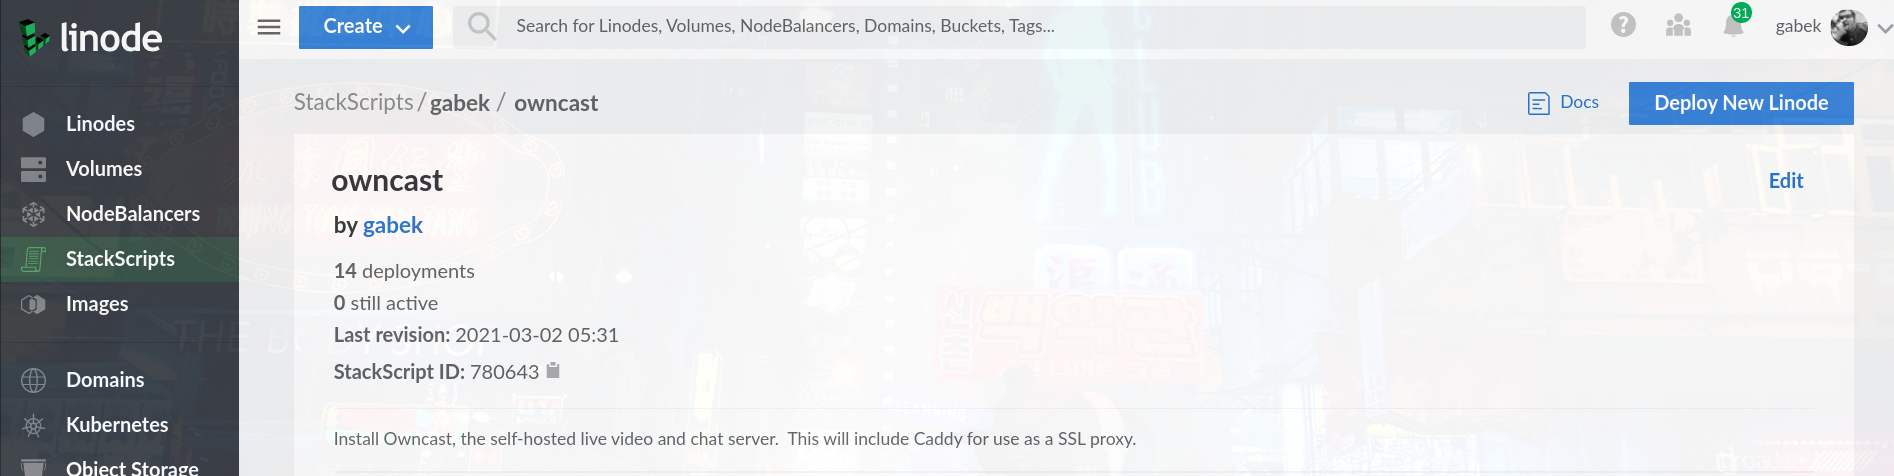 linode
Create
Search for Linodes, Volumes, NodeBalancers, Domains, Buckets, Tags...
31
gabek
StackScripts / gabek / owncast
Docs
Deploy New Linode
Linodes
Volumes
NodeBalancers
StackScripts
Images
Domains
Kubernetes
Object Storage
owncast
Edit
by gabek
14 deployments
0 still active
Last revision: 2021-03-02 05:31
StackScript ID: 780643
Install Owncast, the self-hosted live video and chat server.  This will include Caddy for use as a SSL proxy.
THE BODY SHOP